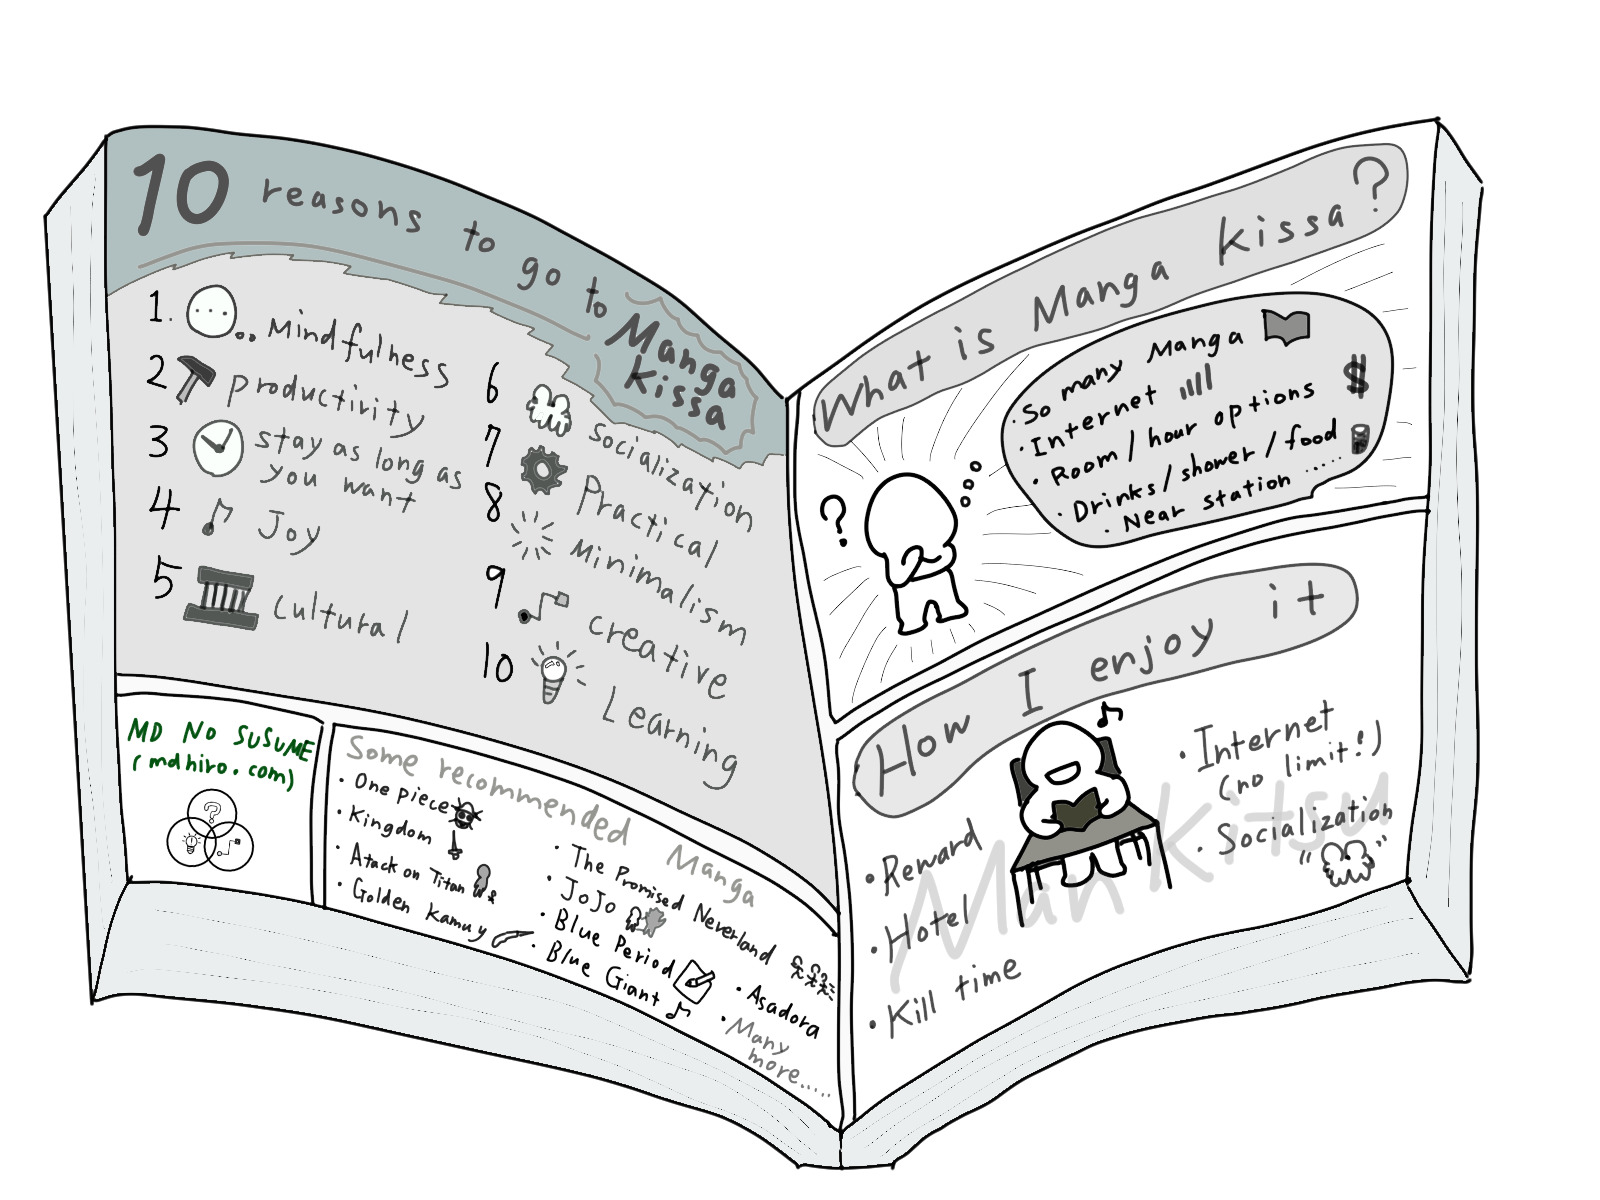 10 reasons to go to Manga Kissa
1. Mindfulness
2 productivity
3 stay as long as
you want
4 Joy
5 cultural
6 Socialization
7 Practical
8 Minimalism
9 creative
10 Learning
MD NO SUSUME
(mdhiro.com)
?
Some recommended Manga
・One piece
・Kingdom
・Atack on Titan
・Golden Kamuy
・The Promised Neverland
・JoJo
・Blue Period
・Blue Giant
・Asadora
・Many
more.....
What is Manga Kissa?
・So many Manga
・Internet
・Room / hour options $
・Drinks / shower / food
・Near station ......
?
How I enjoy it
・Reward
・Hotel
・Kill time
・Internet
(no limit!)
・Socialization
Mankitsu